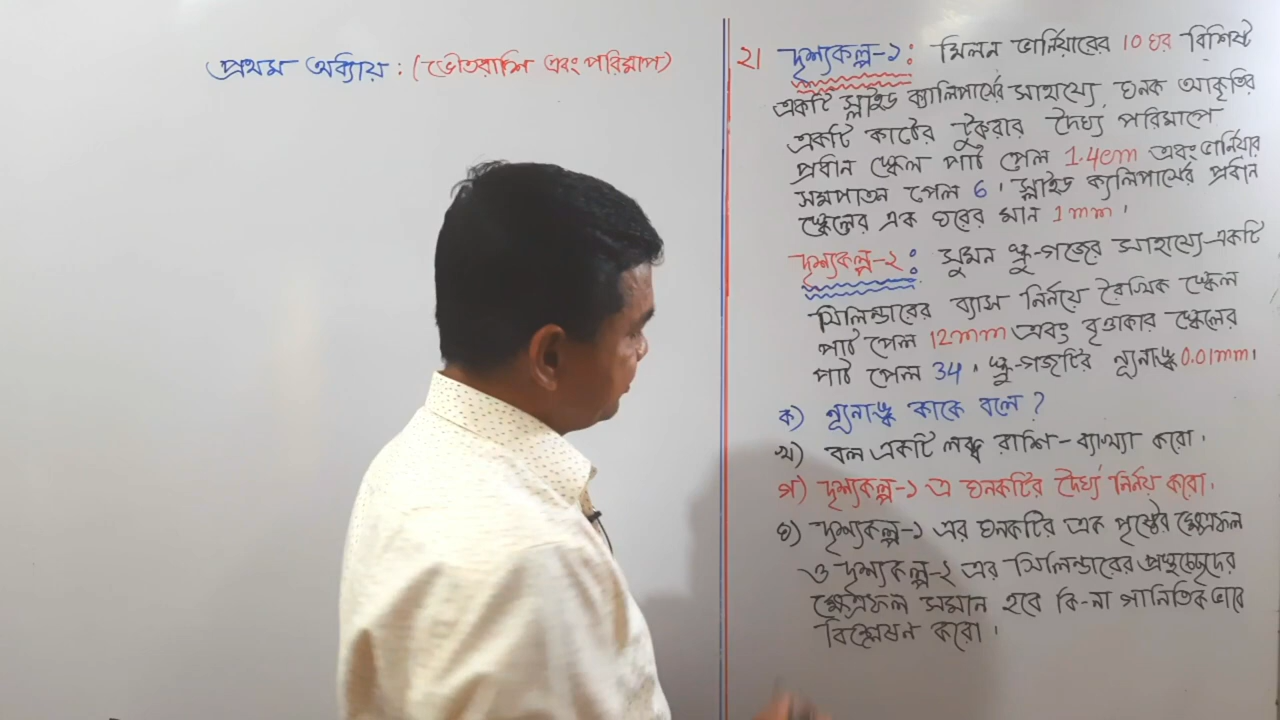 প্রথম অধ্যায় : (ভৌতরাশি এবং পরিমাপ)
২। দৃশ্যকল্প-১: মিলন ভার্নিয়ারের 10 ঘর বিশিষ্ট
একটি স্লাইড ক্যালিপার্সের সাহায্যে ঘনক আকৃতির
একটি কাঠের টুকরার দৈর্ঘ্য পরিমাপে
প্রধান স্কেল পাঠ পেল 1.4cm এবং ভার্নিয়ার
সমপাতন পেল 6। স্লাইড ক্যালিপার্সের প্রধান
স্কেলের এক ঘরের মান 1mm।
দৃশ্যকল্প-২: সুমন স্ক্রু-গজের সাহায্যে একটি
সিলিন্ডারের ব্যাস নির্ণয়ে রৈখিক স্কেল
পাঠ পেল 12mm এবং বৃত্তাকার স্কেলের
পাঠ পেল 34। স্ক্রু-গজটির ন্যূনাঙ্ক 0.01mm।
ক) ন্যূনাঙ্ক কাকে বলে?
খ) বল একটি লব্ধ রাশি - ব্যাখ্যা করো।
গ) দৃশ্যকল্প-১ এ ঘনকটির দৈর্ঘ্য নির্ণয় করো।
ঘ) দৃশ্যকল্প-১ এর ঘনকটির এক পৃষ্ঠের ক্ষেত্রফল
ও দৃশ্যকল্প-২ এর সিলিন্ডারের প্রস্থচ্ছেদের
ক্ষেত্রফল সমান হবে কি-না গানিতিক ভাবে
বিশ্লেষন করো।